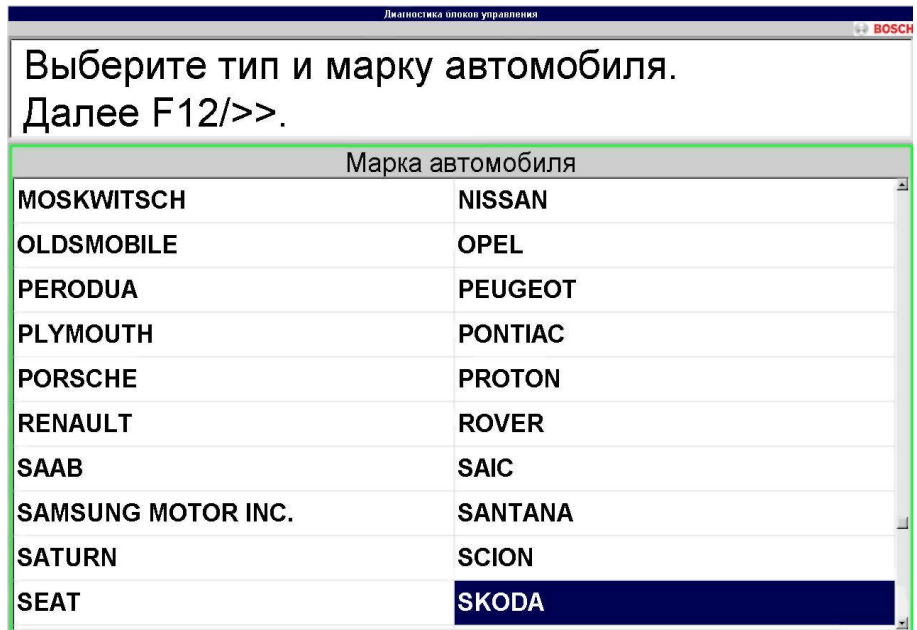 Диагностика блоков управления
BOSCH
Выберите тип и марку автомобиля.
Далее F12/>>.
Марка автомобиля
MOSKWITSCH NISSAN
OLDSMOBILE OPEL
PERODUA PEUGEOT
PLYMOUTH PONTIAC
PORSCHE PROTON
RENAULT ROVER
SAAB SAIC
SAMSUNG MOTOR INC. SANTANA
SATURN SCION
SEAT SKODA